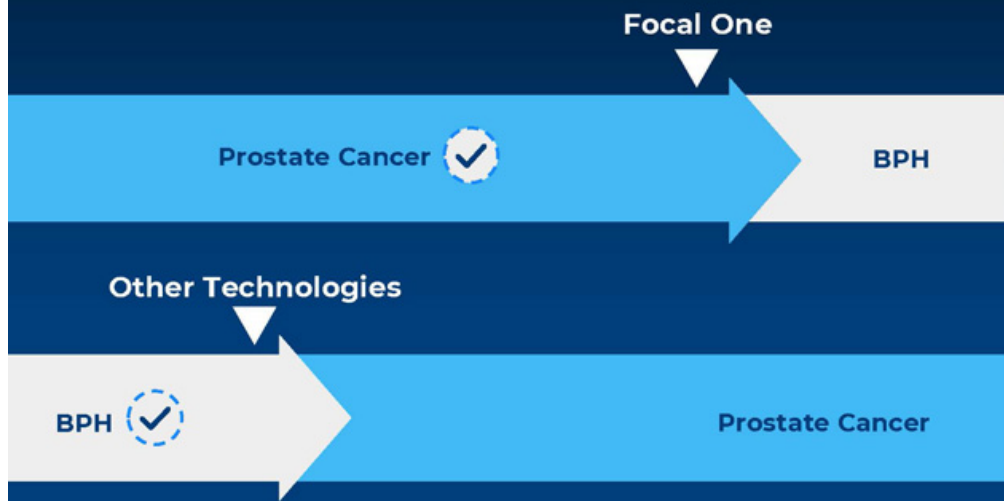 Focal One
Prostate Cancer
BPH
Other Technologies
BPH
Prostate Cancer